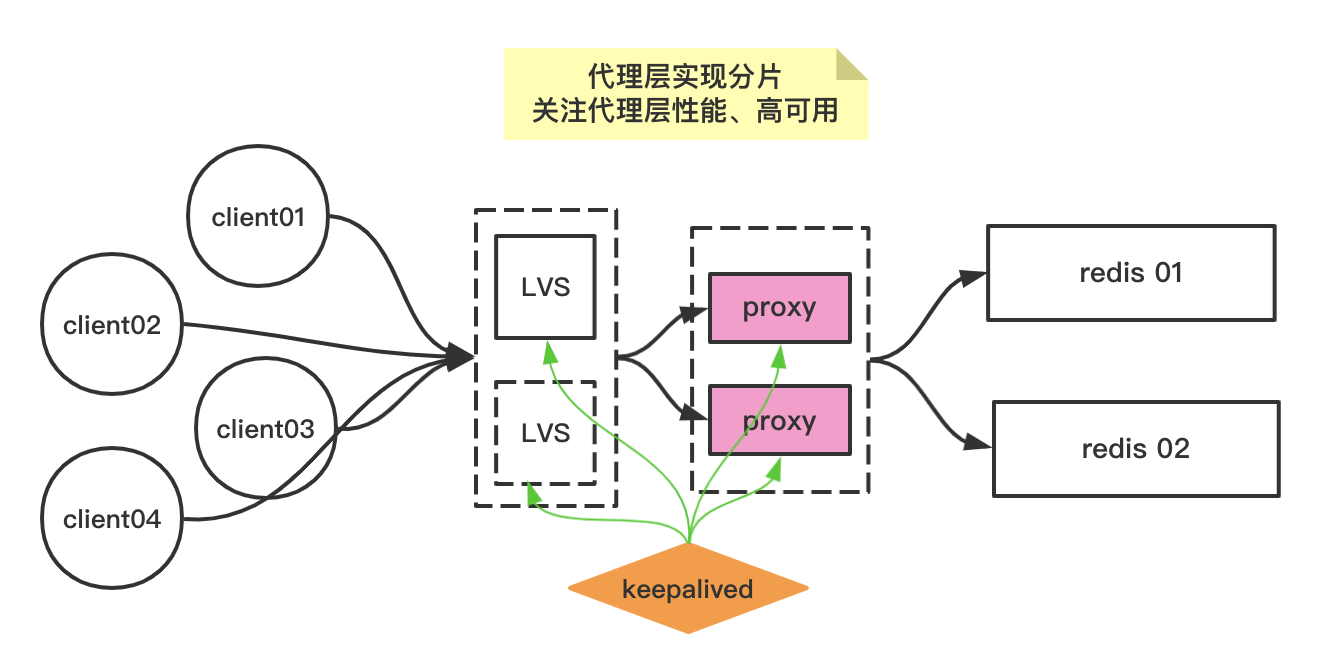 代理层实现分片
关注代理层性能、高可用
client01
client02
client03
client04
LVS
LVS
proxy
proxy
redis 01
redis 02
keepalived